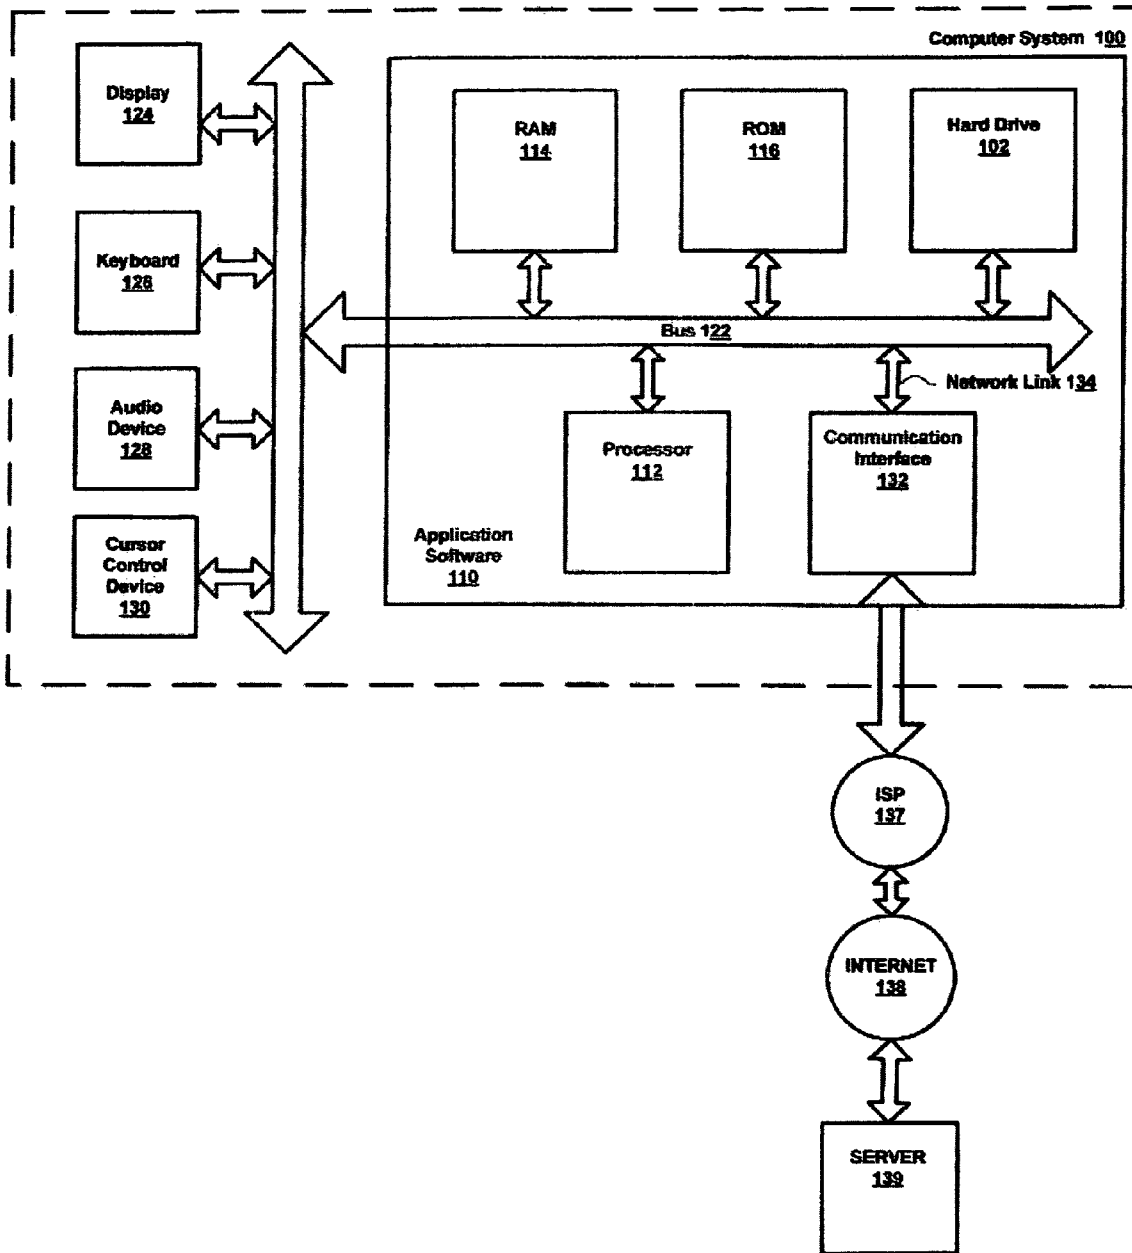 Computer System 100
Display
124
RAM
114
ROM
116
Hard Drive
102
Keyboard
126
Bus 122
Network Link 134
Audio
Device
128
Processor
112
Communication
Interface
132
Application
Software
110
Cursor
Control
Device
130
ISP
137
INTERNET
138
SERVER
139